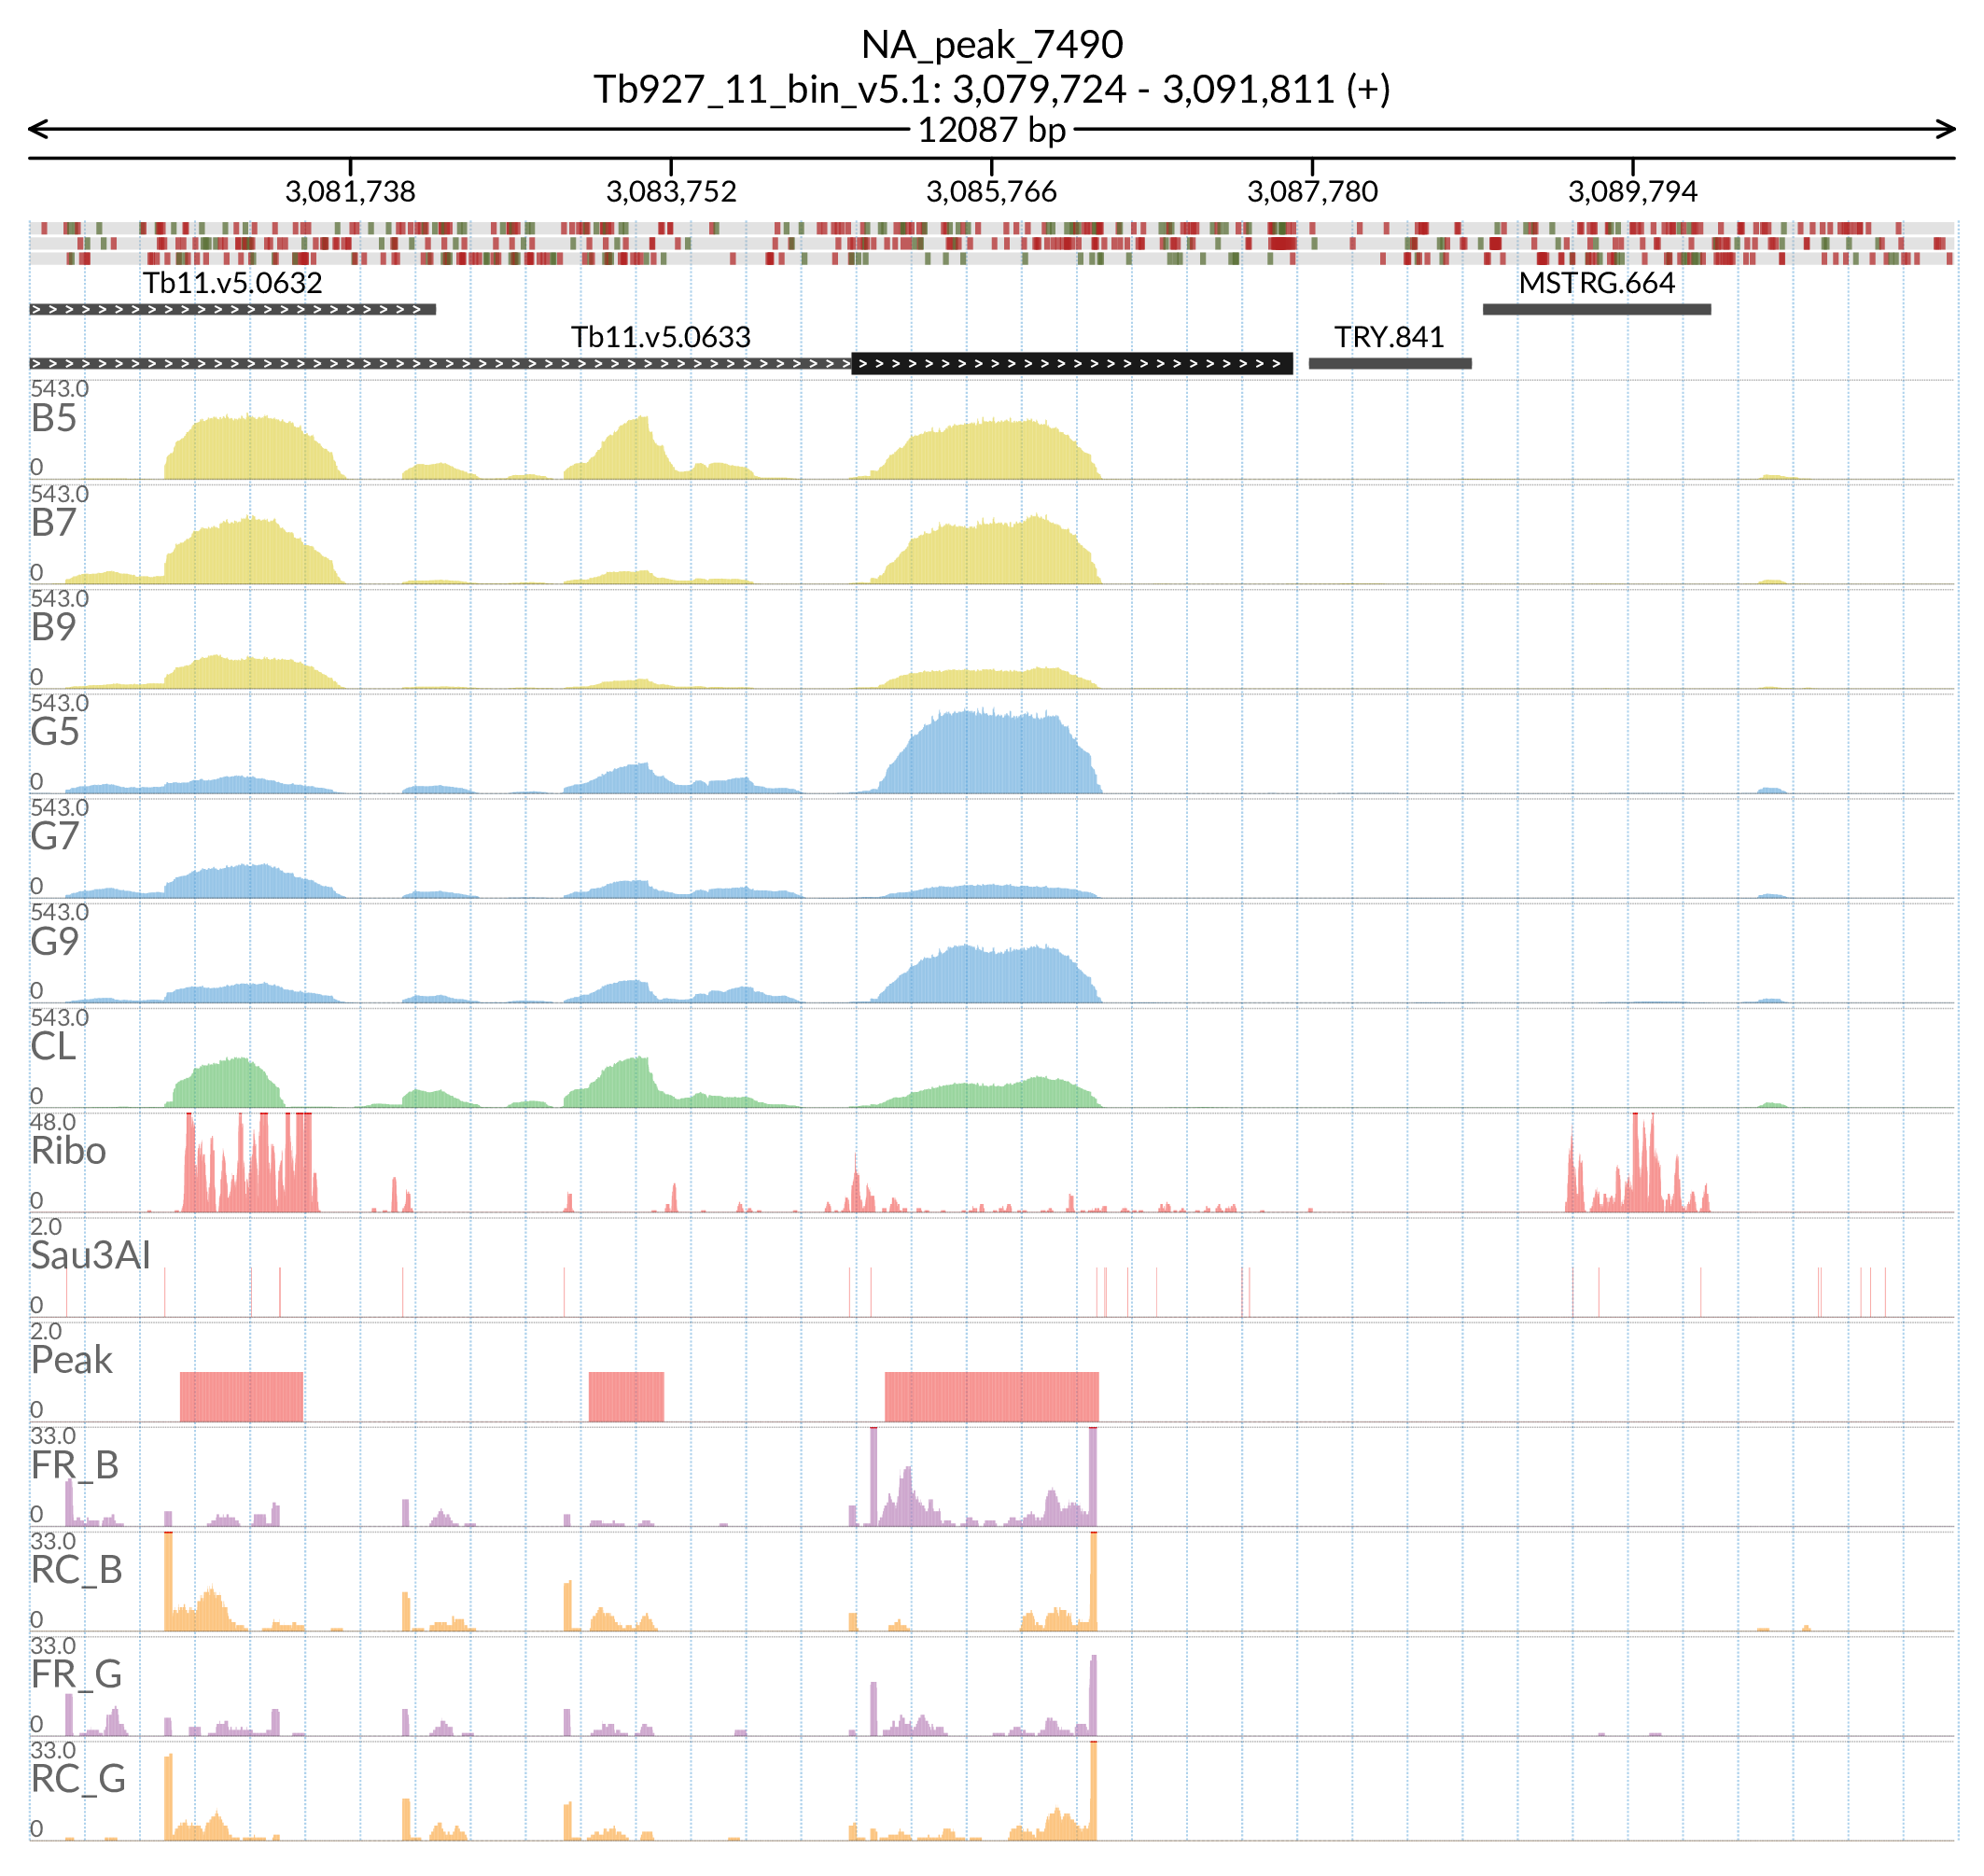 NA_peak_7490
Tb927_11_bin_v5.1: 3,079,724 - 3,091,811 (+)
12087 bp
3,081,738 3,083,752 3,085,766 3,087,780 3,089,794
Tb11.v5.0632 MSTRG.664
Tb11.v5.0633 TRY.841
543.0
B5
0
543.0
B7
0
543.0
B9
0
543.0
G5
0
543.0
G7
0
543.0
G9
0
543.0
CL
0
48.0
Ribo
0
2.0
Sau3AI
0
2.0
Peak
0
33.0
FR_B
0
33.0
RC_B
0
33.0
FR_G
0
33.0
RC_G
0